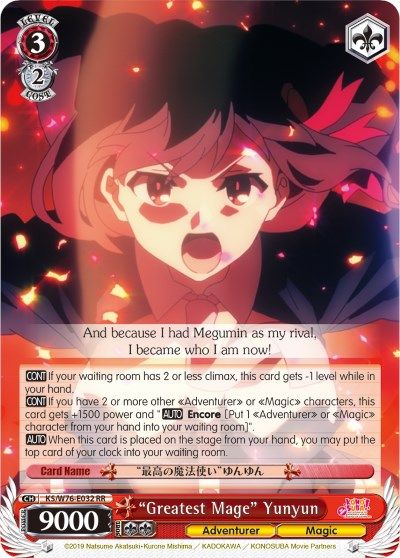 LEVEL
3
2
COST
And because I had Megumin as my rival,
I became who I am now!
CONT If your waiting room has 2 or less climax, this card gets -1 level while in
your hand.
CONT If you have 2 or more other «Adventurer» or «Magic» characters, this
card gets +1500 power and "AUTO Encore [Put 1 «Adventurer» or «Magic»
character from your hand into your waiting room]".
AUTO When this card is placed on the stage from your hand, you may put the
top card of your clock into your waiting room.
Card Name
"最高の魔法使い"ゆんゆん
CH KS/W76-E032 RR
"Greatest Mage" Yunyun
POWER
9000
SOUL
Adventurer
Magic
©2019 Natsume Akatsuki・Kurone Mishima / KADOKAWA / KONOSUBA Movie Partners